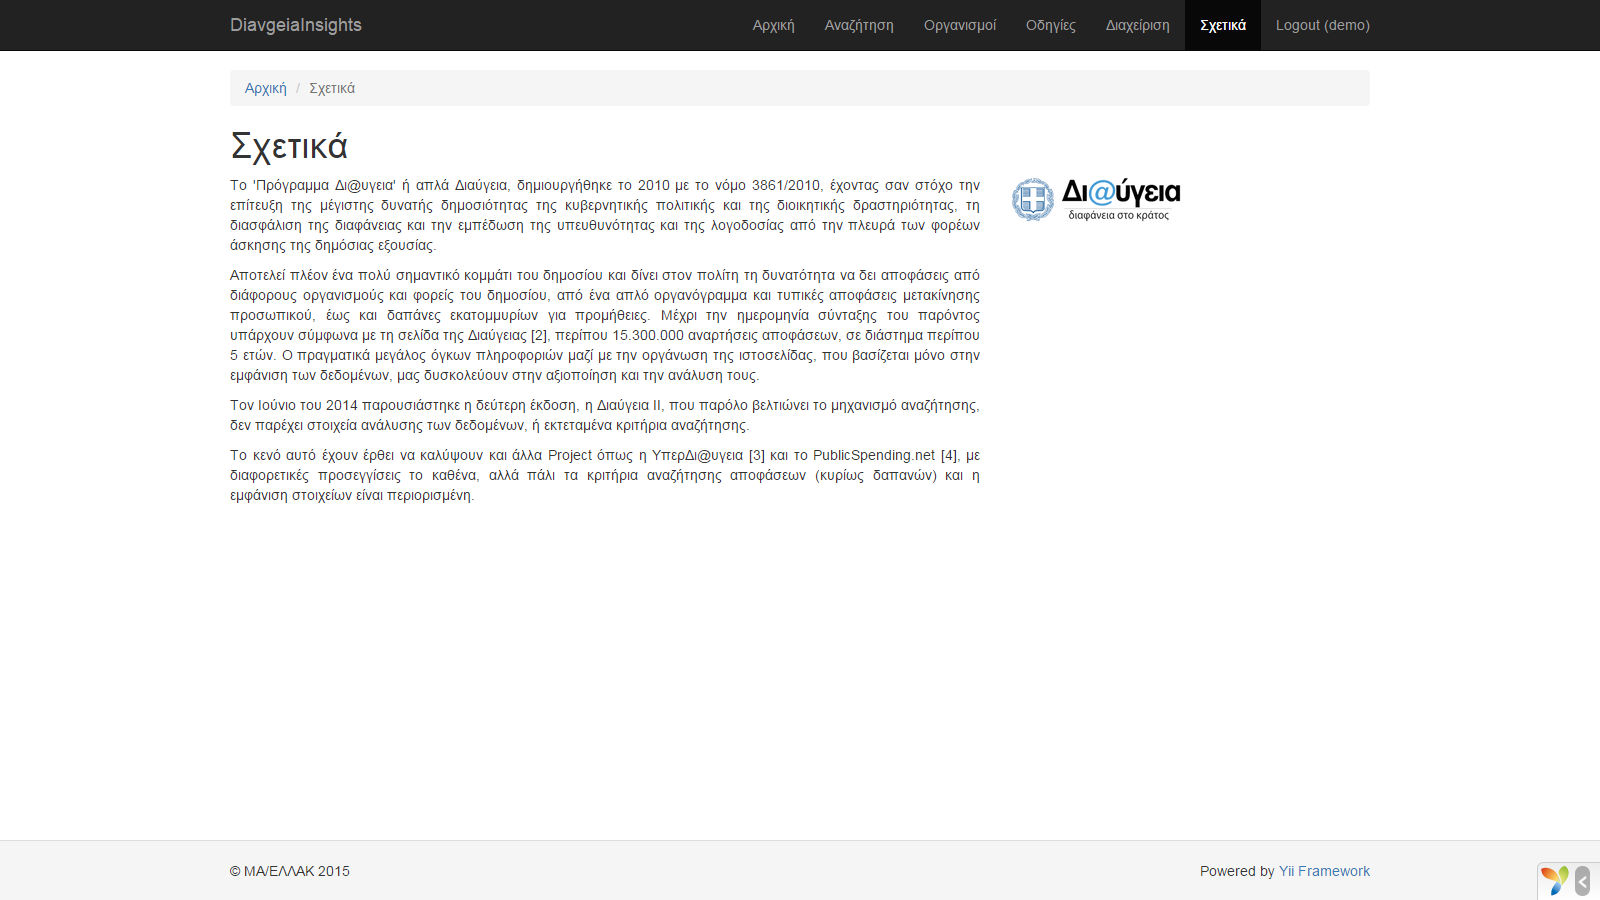 DiavgeiaInsights
Αρχική
Αναζήτηση
Οργανισμοί
Οδηγίες
Διαχείριση
Σχετικά
Logout (demo)
Αρχική / Σχετικά
Σχετικά
Το 'Πρόγραμμα Δι@υγεια' ή απλά Διαύγεια, δημιουργήθηκε το 2010 με το νόμο 3861/2010, έχοντας σαν στόχο την
επίτευξη της μέγιστης δυνατής δημοσιότητας της κυβερνητικής πολιτικής και της διοικητικής δραστηριότητας, τη
διασφάλιση της διαφάνειας και την εμπέδωση της υπευθυνότητας και της λογοδοσίας από την πλευρά των φορέων
άσκησης της δημόσιας εξουσίας.
Αποτελεί πλέον ένα πολύ σημαντικό κομμάτι του δημοσίου και δίνει στον πολίτη τη δυνατότητα να δει αποφάσεις από
διάφορους οργανισμούς και φορείς του δημοσίου, από ένα απλό οργανόγραμμα και τυπικές αποφάσεις μετακίνησης
προσωπικού, έως και δαπάνες εκατομμυρίων για προμήθειες. Μέχρι την ημερομηνία σύνταξης του παρόντος
υπάρχουν σύμφωνα με τη σελίδα της Διαύγειας [2], περίπου 15.300.000 αναρτήσεις αποφάσεων, σε διάστημα περίπου
5 ετών. Ο πραγματικά μεγάλος όγκων πληροφοριών μαζί με την οργάνωση της ιστοσελίδας, που βασίζεται μόνο στην
εμφάνιση των δεδομένων, μας δυσκολεύουν στην αξιοποίηση και την ανάλυση τους.
Τον Ιούνιο του 2014 παρουσιάστηκε η δεύτερη έκδοση, η Διαύγεια ΙΙ, που παρόλο βελτιώνει το μηχανισμό αναζήτησης,
δεν παρέχει στοιχεία ανάλυσης των δεδομένων, ή εκτεταμένα κριτήρια αναζήτησης.
Το κενό αυτό έχουν έρθει να καλύψουν και άλλα Project όπως η ΥπερΔι@υγεια [3] και το PublicSpending.net [4], με
διαφορετικές προσεγγίσεις το καθένα, αλλά πάλι τα κριτήρια αναζήτησης αποφάσεων (κυρίως δαπανών) και η
εμφάνιση στοιχείων είναι περιορισμένη.
Δι@ύγεια
διαφάνεια στο κράτος
© ΜΑ/ΕΛΛΑΚ 2015
Powered by Yii Framework